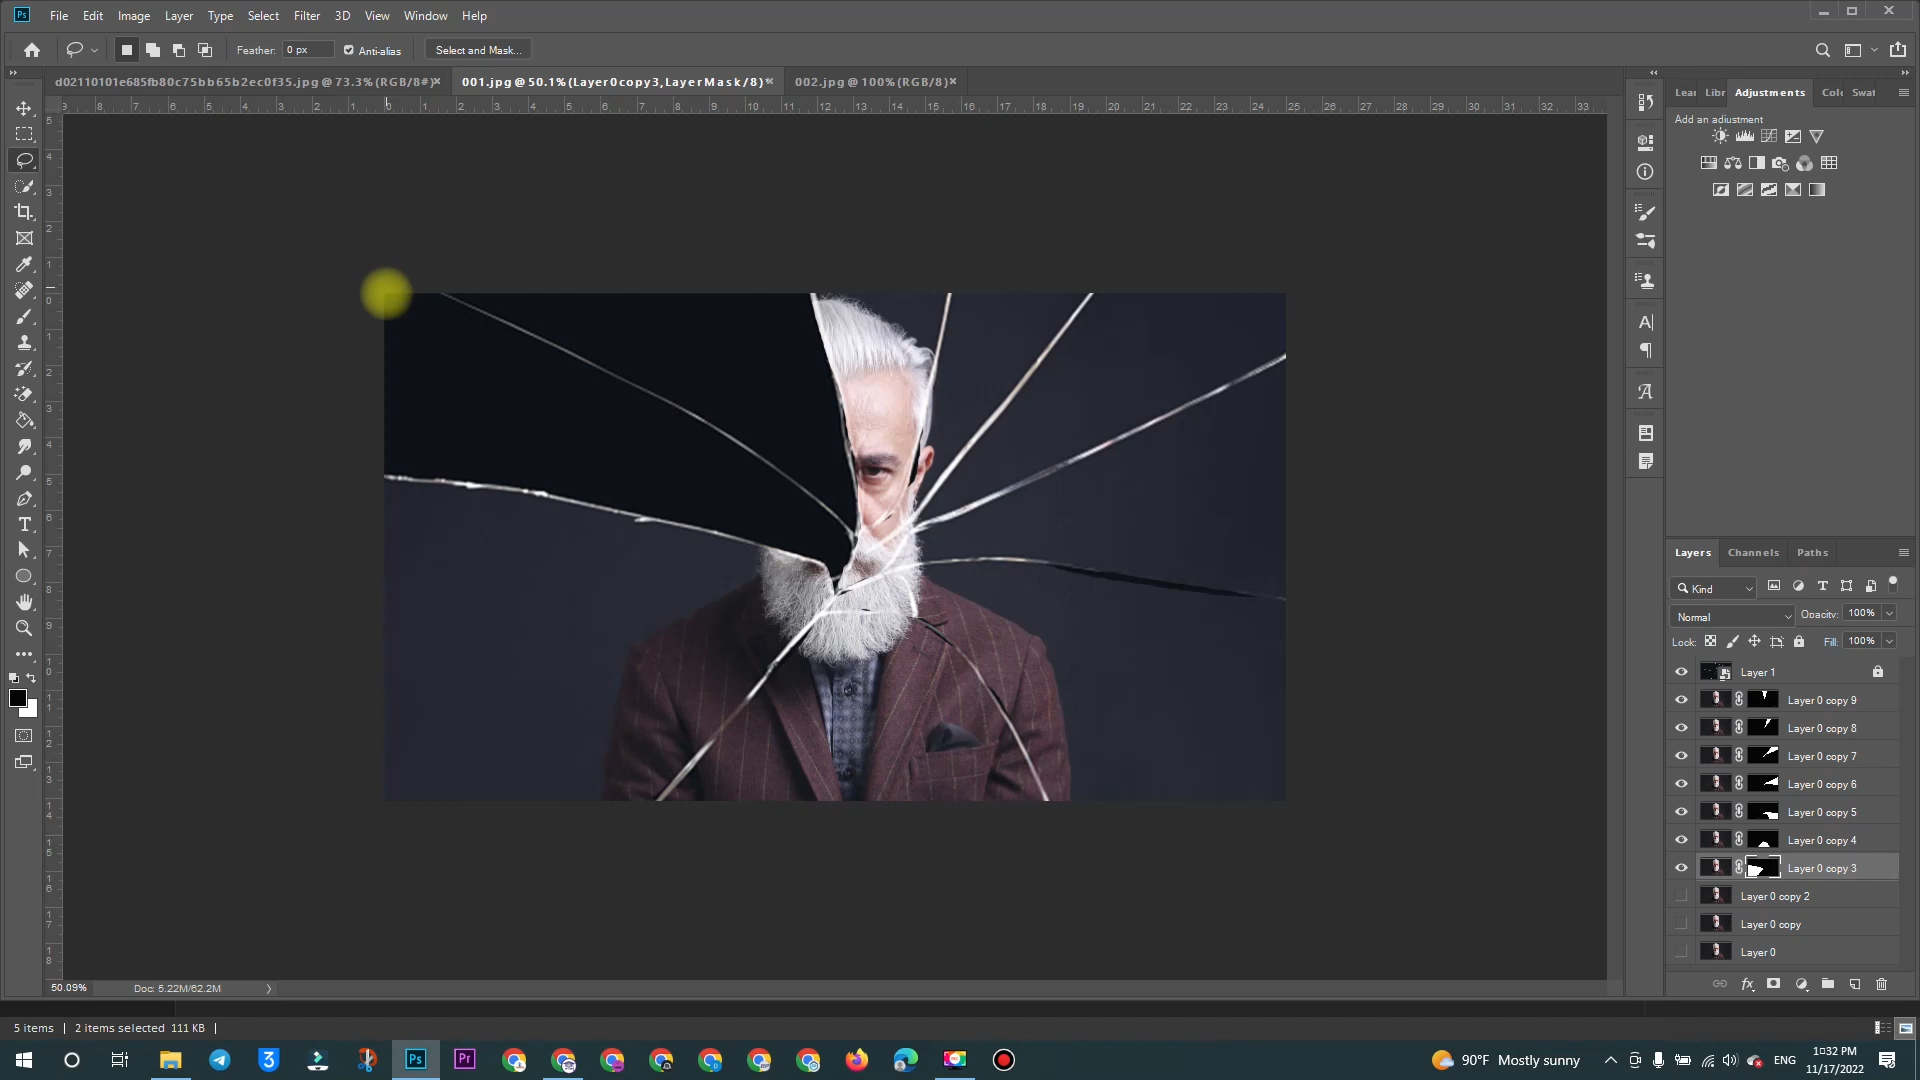 Ps File Edit Image Layer Type Select Filter 3D View Window Help
Feather: 0 px Anti-alias Select and Mask...
d02110101e685fb80c75bb65b2ec0f35.jpg @ 73.3% (RGB/8#) 001.jpg @ 50.1% (Layer 0 copy 3, Layer Mask/8) * 002.jpg @ 100% (RGB/8)
Adjustments
Add an adjustment
Layers Channels Paths
Kind
Normal Opacity: 100%
Lock: Fill: 100%
Layer 1
Layer 0 copy 9
Layer 0 copy 8
Layer 0 copy 7
Layer 0 copy 6
Layer 0 copy 5
Layer 0 copy 4
Layer 0 copy 3
Layer 0 copy 2
Layer 0 copy
Layer 0
50.09% Doc: 5.22M/62.2M
5 items 2 items selected 111 KB
Ps Pr 90°F Mostly sunny ENG 1:32 PM
11/17/2022